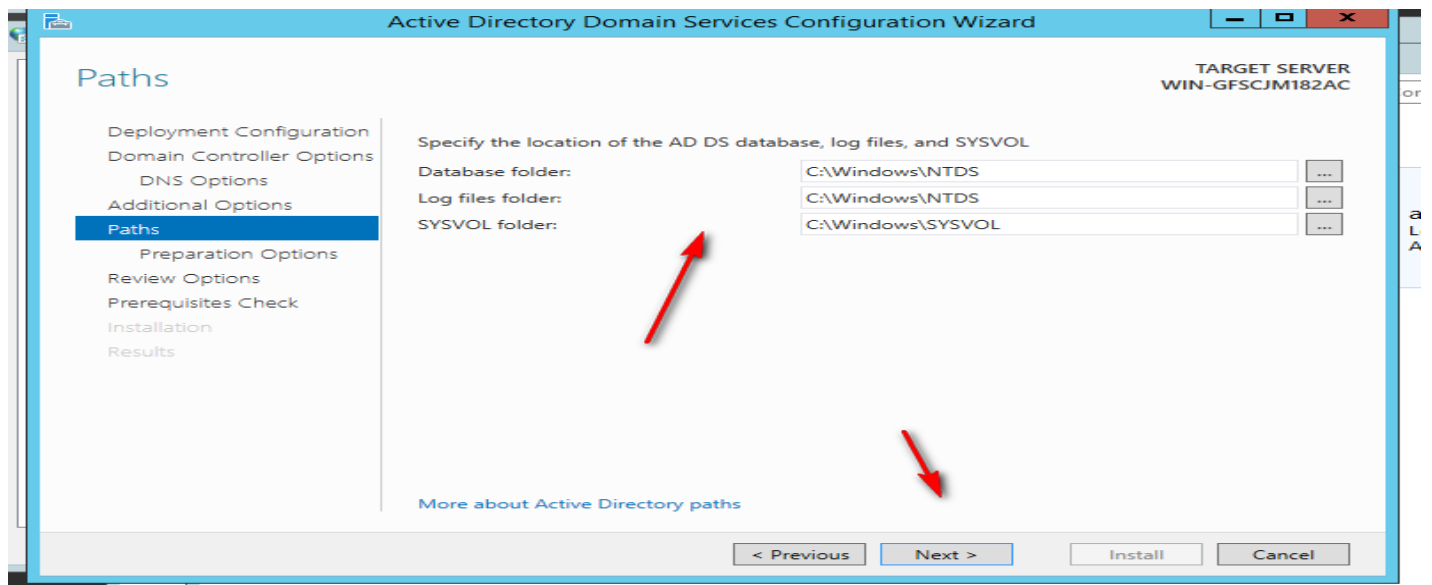 Active Directory Domain Services Configuration Wizard
Paths
TARGET SERVER
WIN-GFSCJM182AC
Deployment Configuration
Domain Controller Options
DNS Options
Additional Options
Paths
Preparation Options
Review Options
Prerequisites Check
Installation
Results
Specify the location of the AD DS database, log files, and SYSVOL
Database folder: C:\Windows\NTDS ...
Log files folder: C:\Windows\NTDS ...
SYSVOL folder: C:\Windows\SYSVOL ...
More about Active Directory paths
< Previous Next > Install Cancel